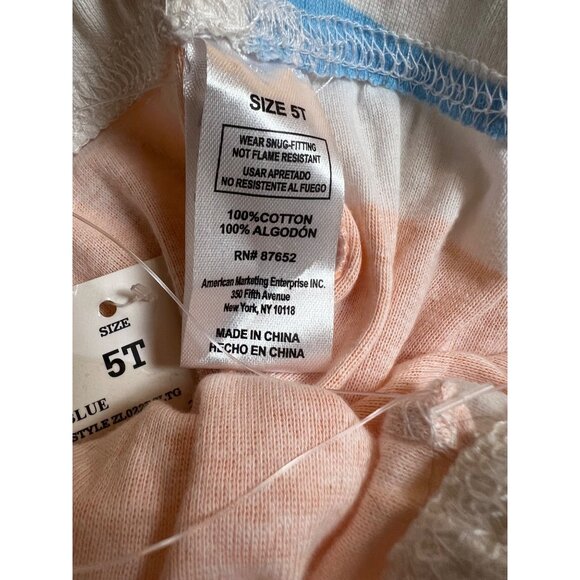 SIZE 5T
WEAR SNUG-FITTING
NOT FLAME RESISTANT
USAR APRETADO
NO RESISTENTE AL FUEGO
100%COTTON
100% ALGODÓN
RN# 87652
American Marketing Enterprise INC.
350 Fifth Avenue
New York, NY 10118
MADE IN CHINA
HECHO EN CHINA
SIZE
5T
BLUE
STYLE